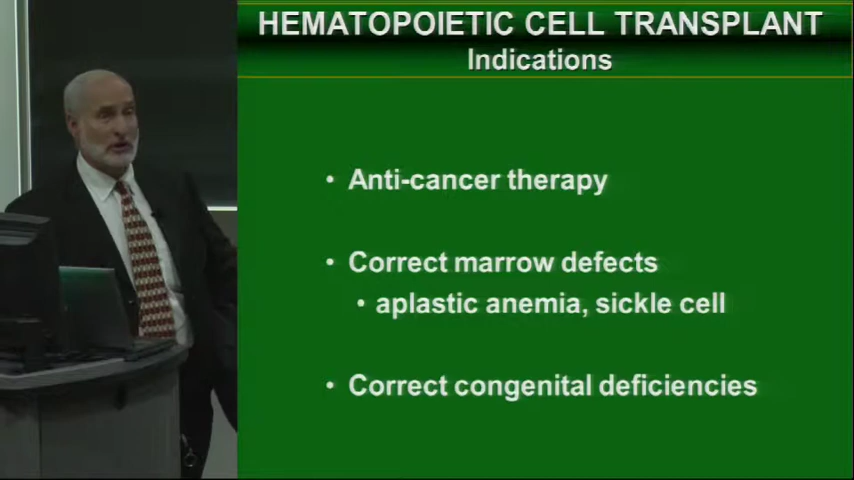 HEMATOPOIETIC CELL TRANSPLANT
Indications
• Anti-cancer therapy
• Correct marrow defects
• aplastic anemia, sickle cell
• Correct congenital deficiencies